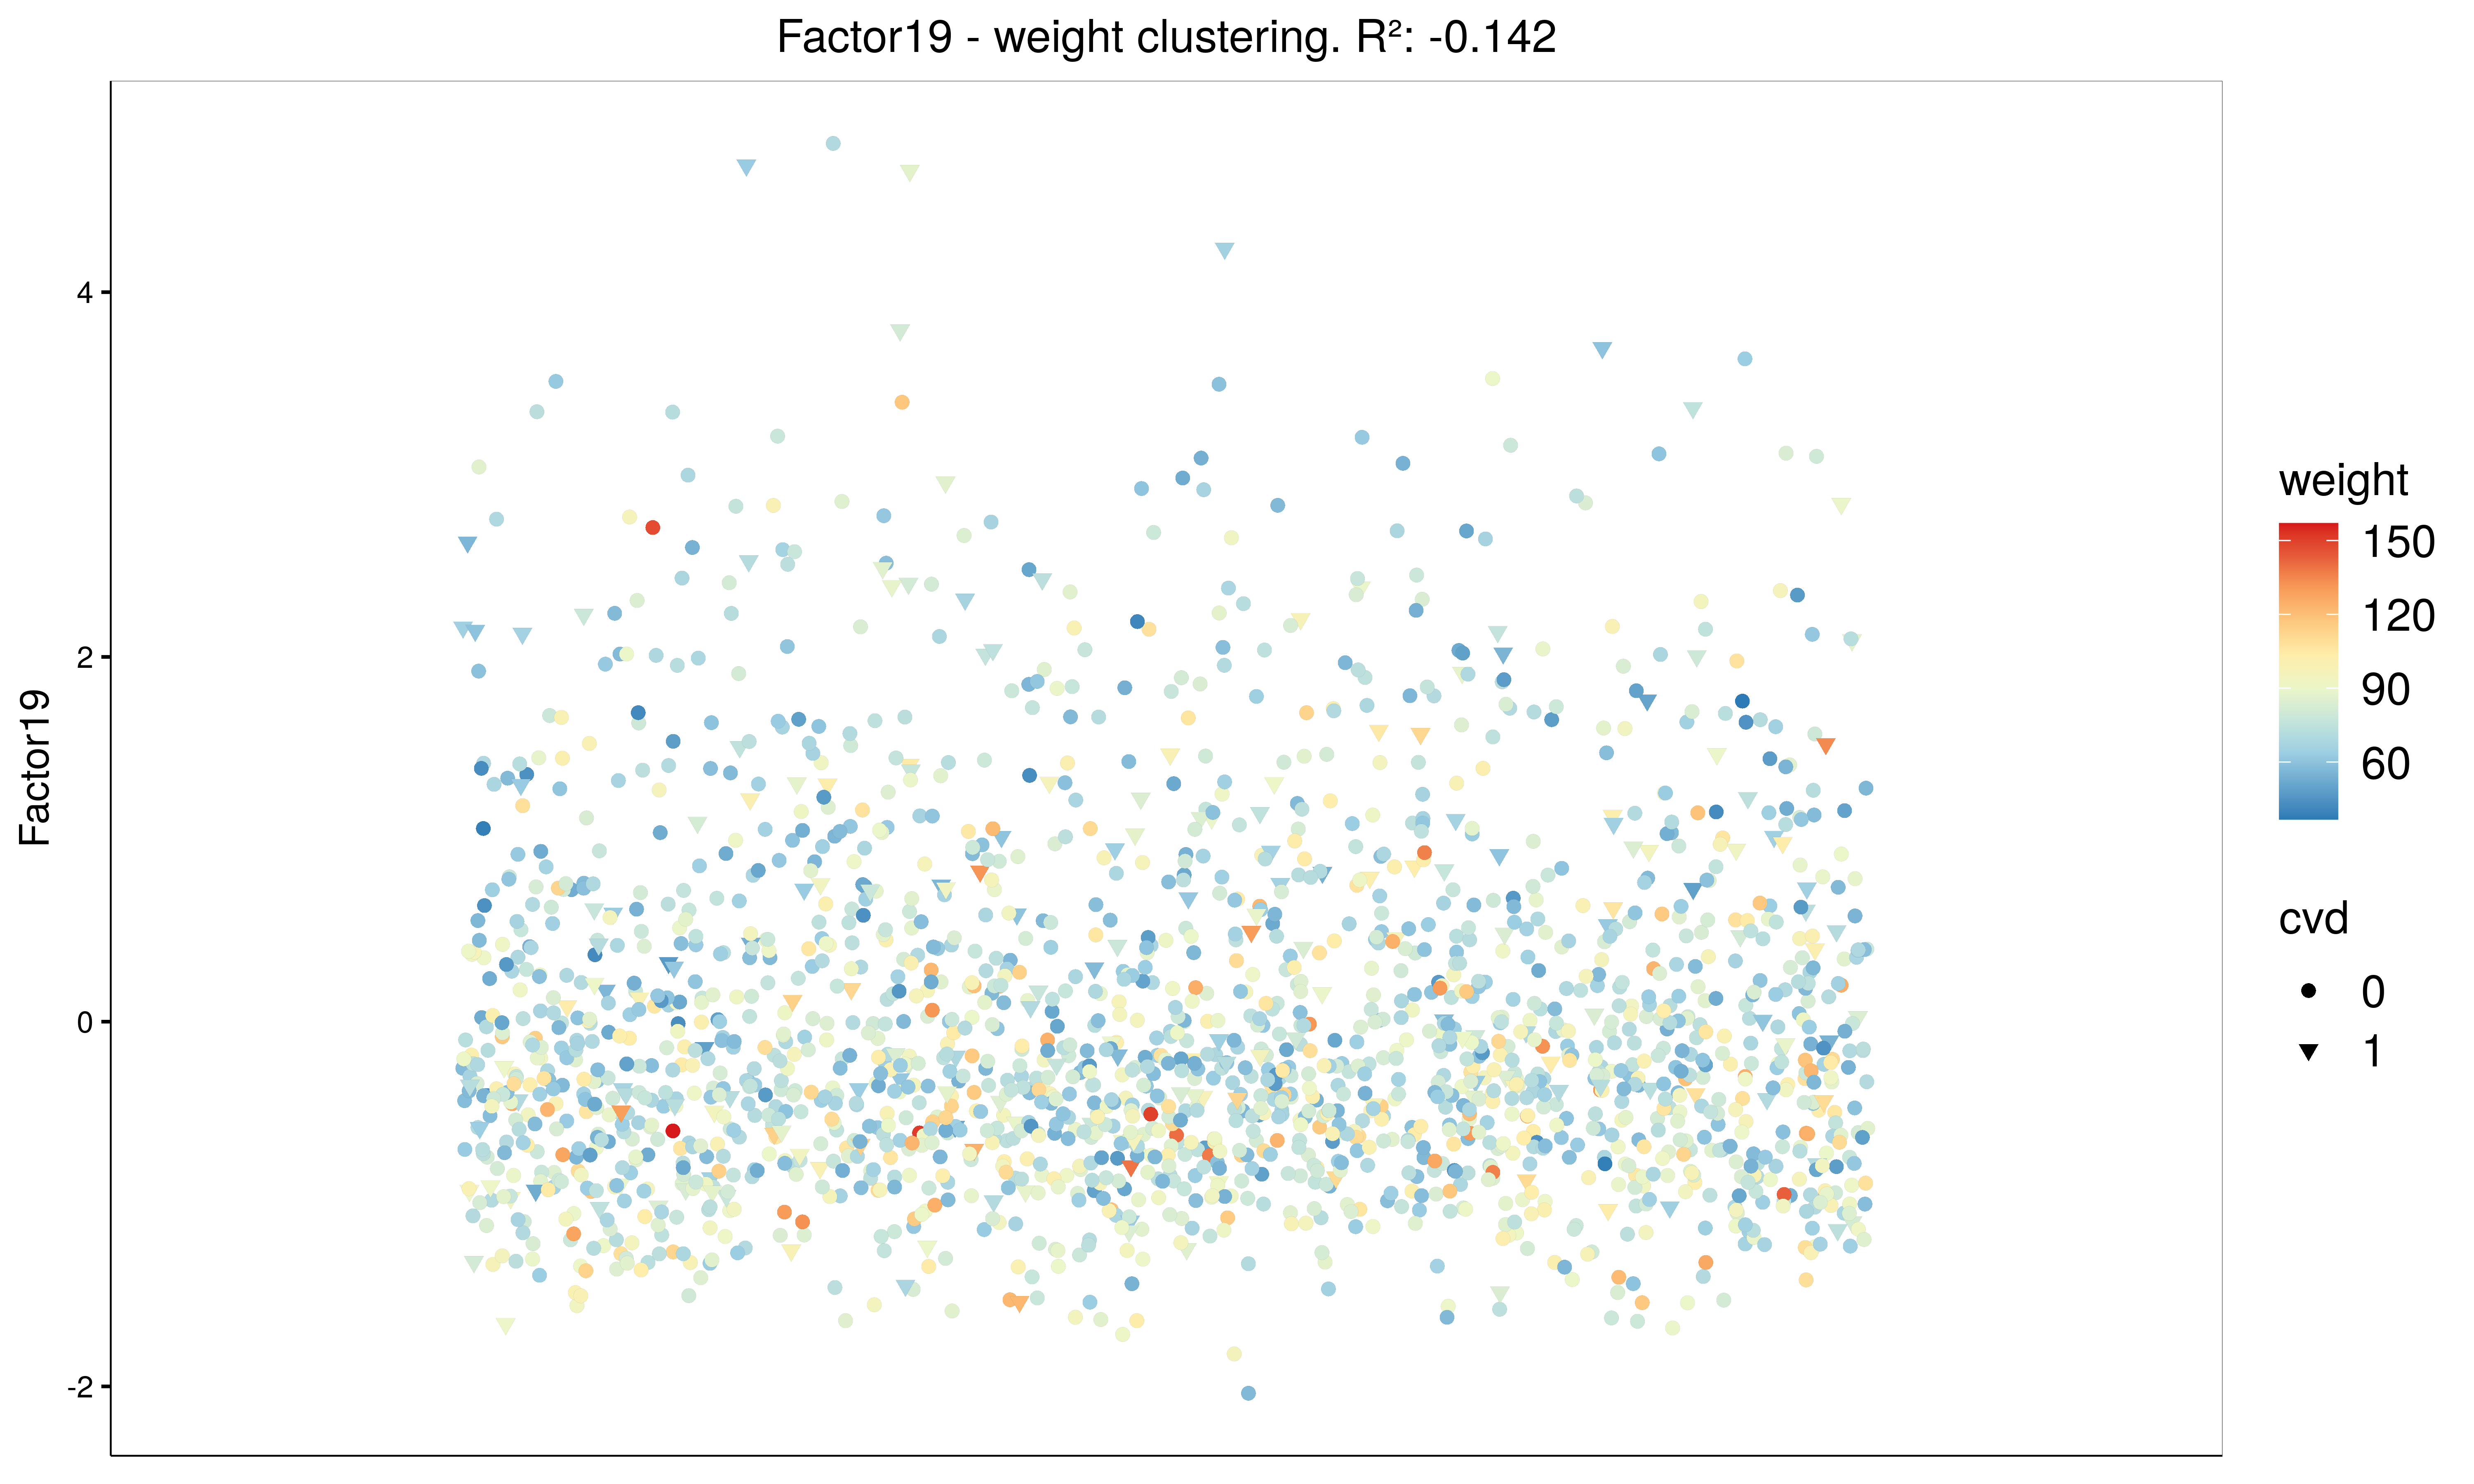 Factor19 - weight clustering. R²: -0.142
Factor19
4
2
0
-2
weight
150
120
90
60
cvd
0
1